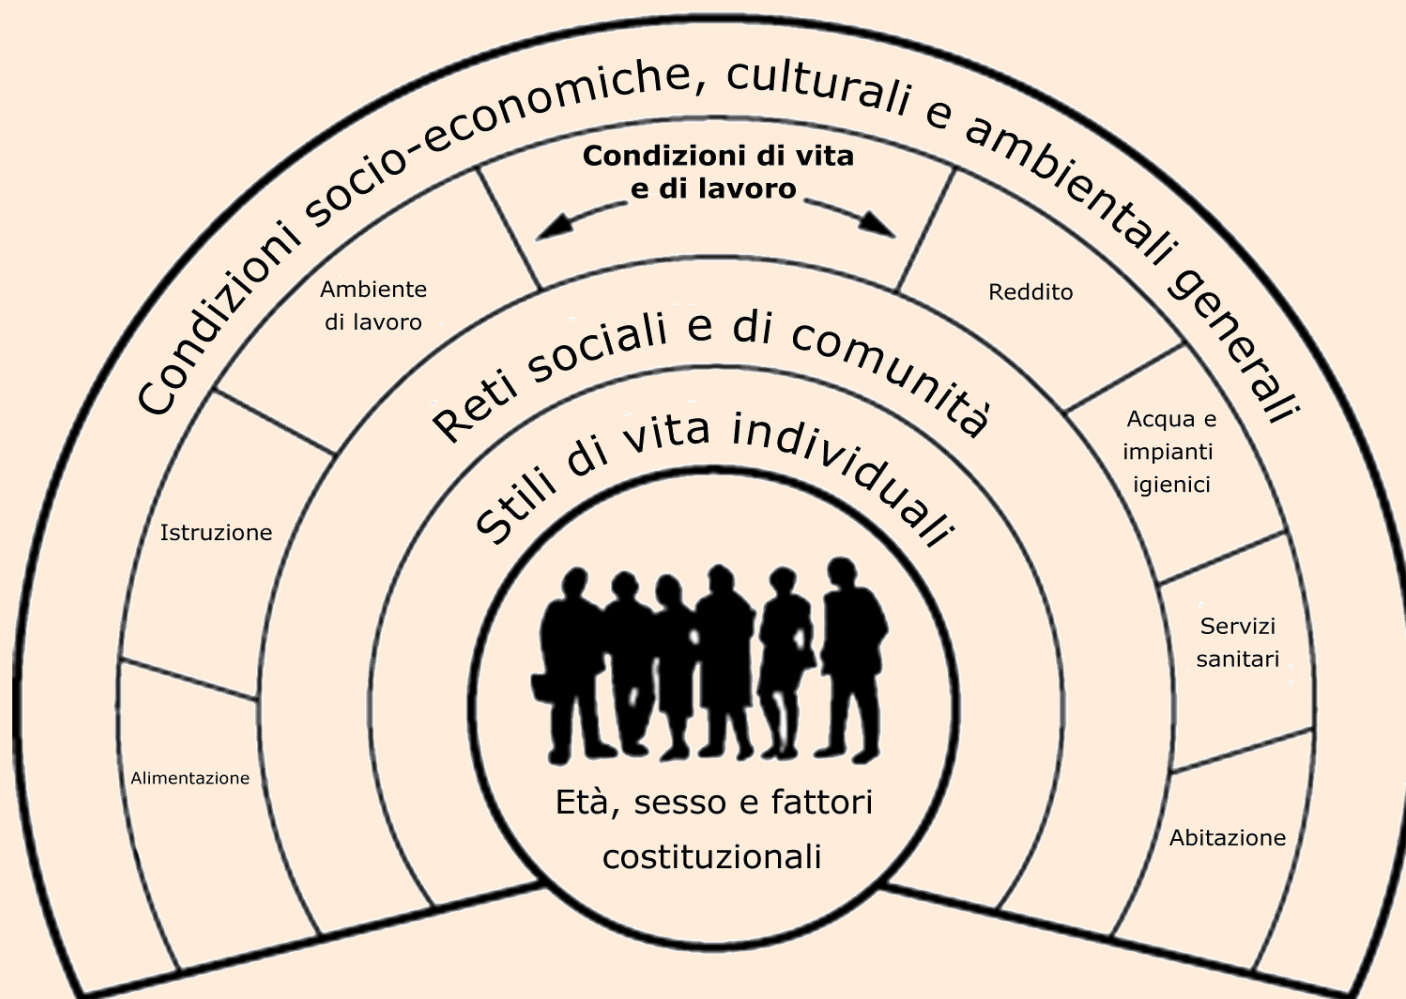 Condizioni socio-economiche, culturali e ambientali generali
Condizioni di vita
e di lavoro
Ambiente
di lavoro
Istruzione
Alimentazione
Reddito
Acqua e
impianti
igienici
Servizi
sanitari
Abitazione
Reti sociali e di comunità
Stili di vita individuali
Età, sesso e fattori
costituzionali